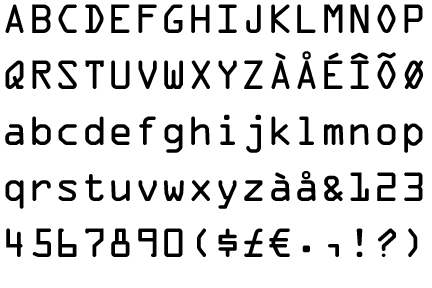 ABCDEFGHIJKLMNOP
QRSTUVWXYZÀÅÉÎÕØ
abcdefghijklmnop
qrstuvwxyzàå&123
4567890($£€.,!?)